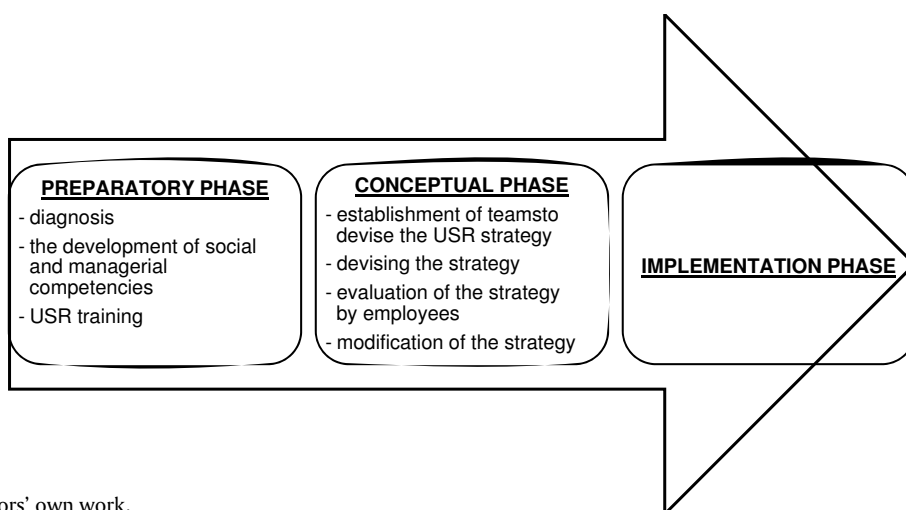 PREPARATORY PHASE
- diagnosis
- the development of social
and managerial
competencies
- USR training
CONCEPTUAL PHASE
- establishment of teamsto
devise the USR strategy
- devising the strategy
- evaluation of the strategy
by employees
- modification of the strategy
IMPLEMENTATION PHASE
ors' own work.